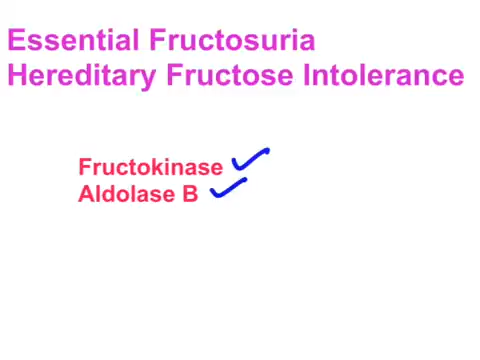 Essential Fructosuria
Hereditary Fructose Intolerance
Fructokinase
Aldolase B